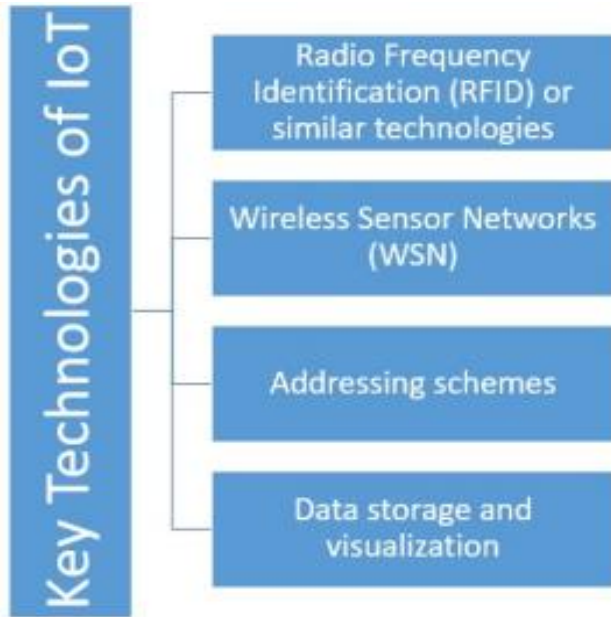 Key Technologies of IoT
Radio Frequency
Identification (RFID) or
similar technologies
Wireless Sensor Networks
(WSN)
Addressing schemes
Data storage and
visualization